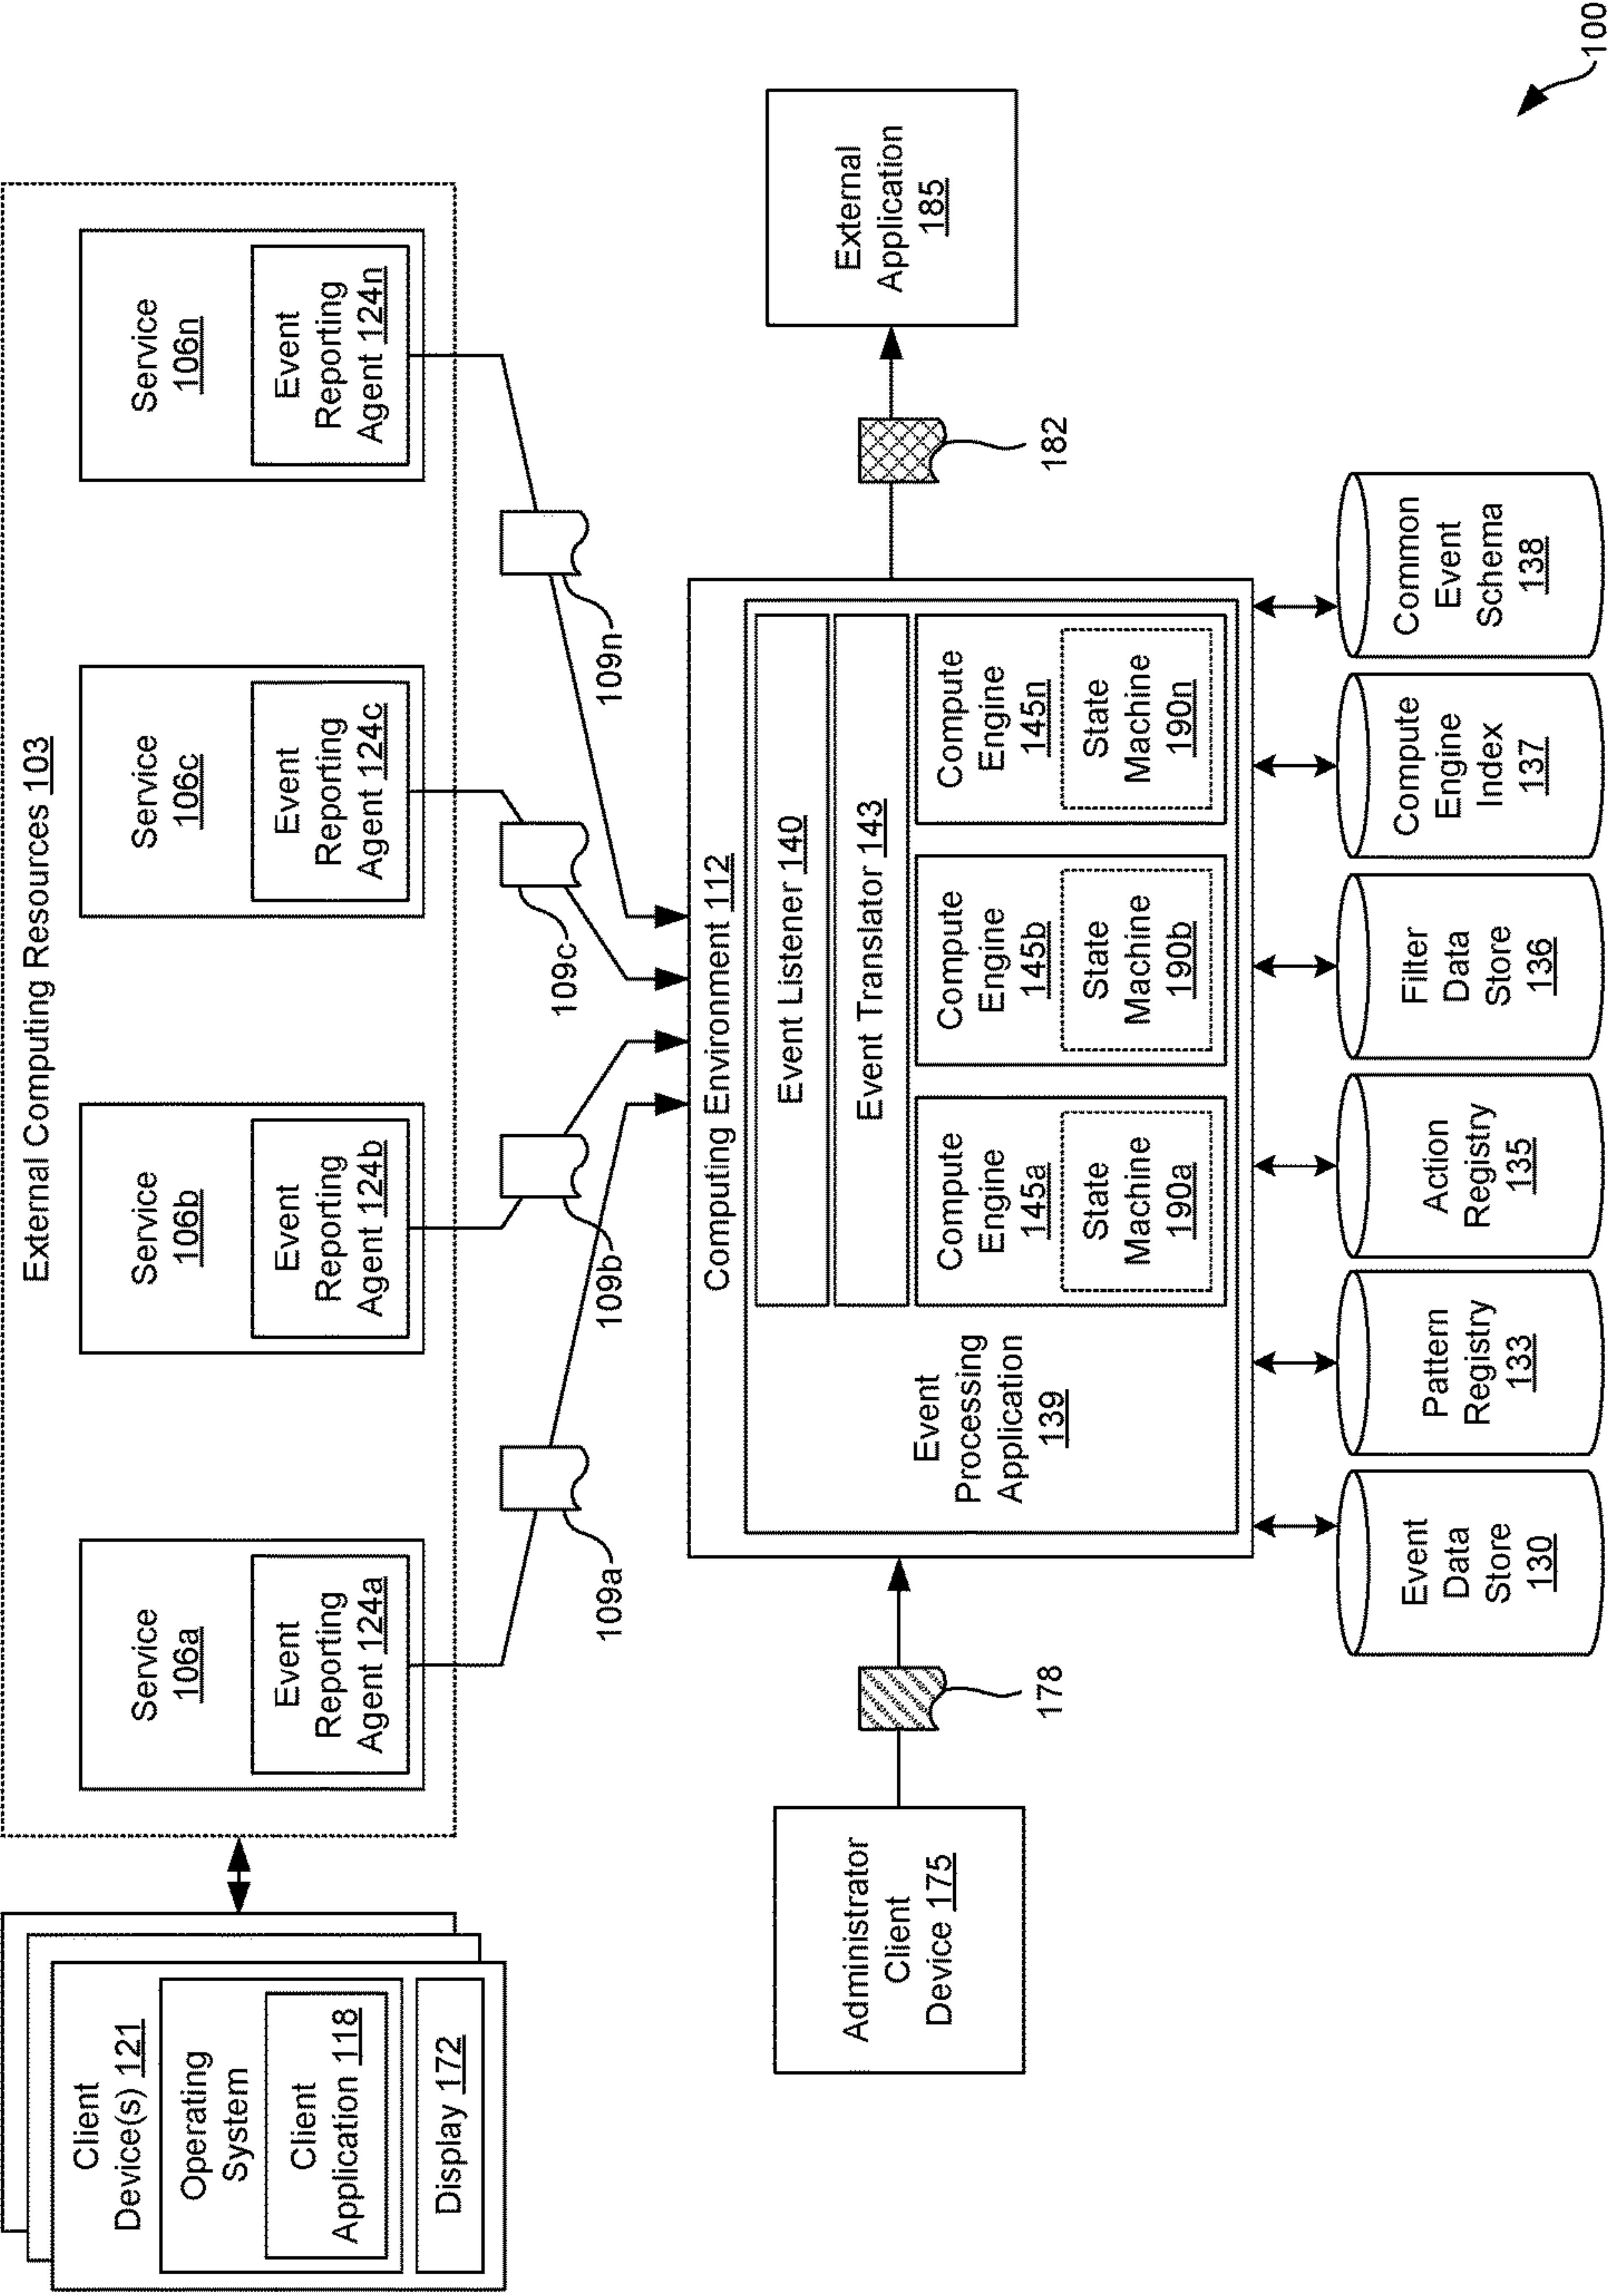 Client
Device(s) 121
Operating
System
Client
Application 118
Display 172
External Computing Resources 103
Service
106a
Event
Reporting
Agent 124a
Service
106b
Event
Reporting
Agent 124b
Service
106c
Event
Reporting
Agent 124c
Service
106n
Event
Reporting
Agent 124n
109a
109b
109c
109n
Administrator
Client
Device 175
178
Computing Environment 112
Event
Processing
Application
139
Event Listener 140
Event Translator 143
Compute
Engine
145a
State
Machine
190a
Compute
Engine
145b
State
Machine
190b
Compute
Engine
145n
State
Machine
190n
182
External
Application
185
Event
Data
Store
130
Pattern
Registry
133
Action
Registry
135
Filter
Data
Store
136
Compute
Engine
Index
137
Common
Event
Schema
138
100